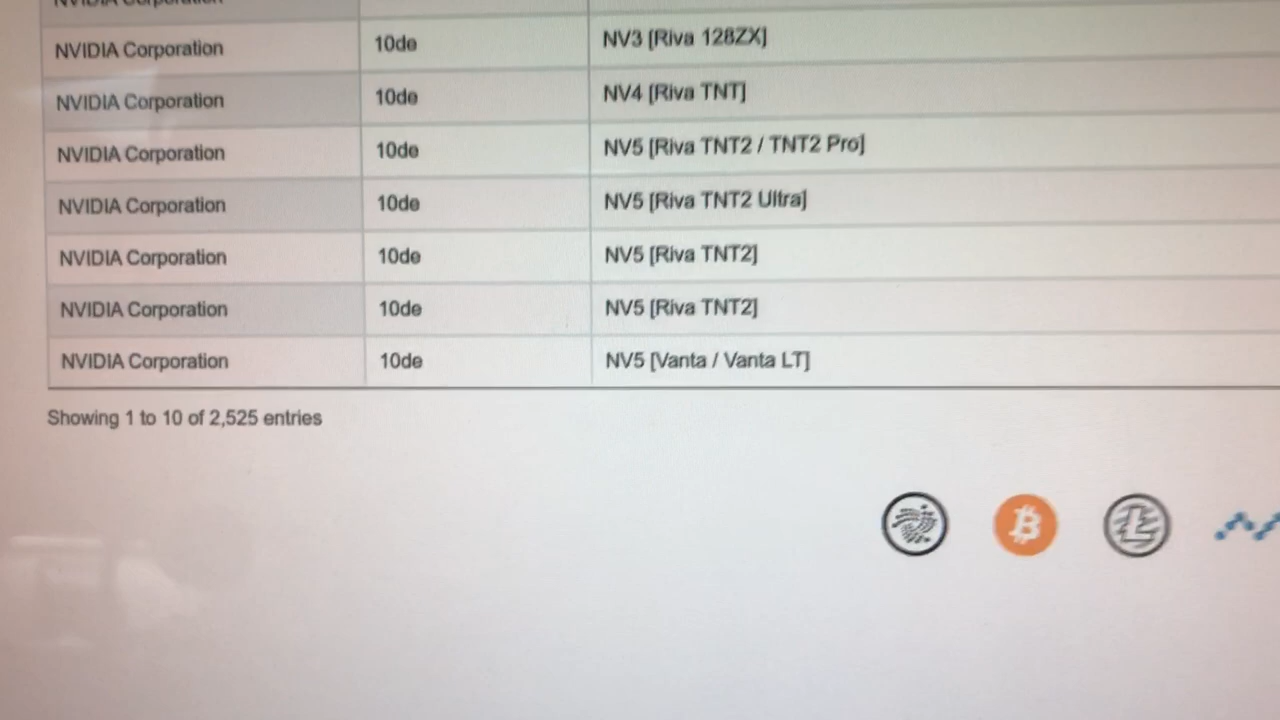 NVIDIA Corporation
NVIDIA Corporation 10de NV3 [Riva 128ZX]
NVIDIA Corporation 10de NV4 [Riva TNT]
NVIDIA Corporation 10de NV5 [Riva TNT2 / TNT2 Pro]
NVIDIA Corporation 10de NV5 [Riva TNT2 Ultra]
NVIDIA Corporation 10de NV5 [Riva TNT2]
NVIDIA Corporation 10de NV5 [Riva TNT2]
NVIDIA Corporation 10de NV5 [Vanta / Vanta LT]
Showing 1 to 10 of 2,525 entries